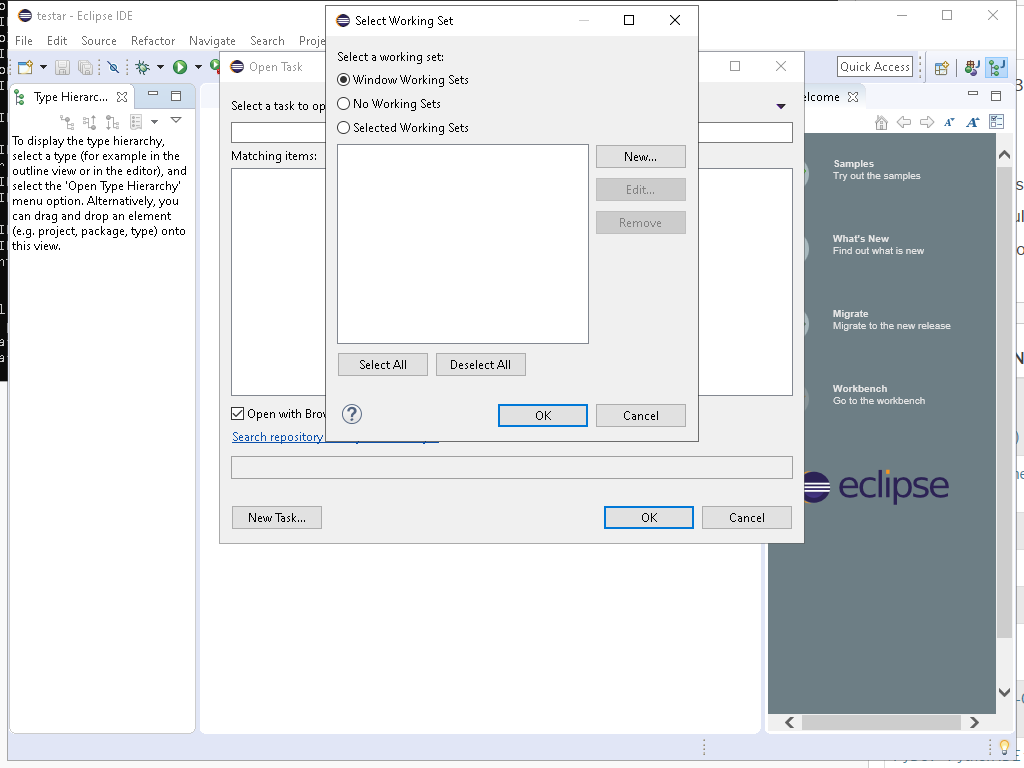 testar - Eclipse IDE
File Edit Source Refactor Navigate Search
Quick Access
Type Hierarc...
To display the type hierarchy,
select a type (for example in the
outline view or in the editor), and
select the 'Open Type Hierarchy'
menu option. Alternatively, you
can drag and drop an element
(e.g. project, package, type) onto
this view.
Open Task
Select a task to op
Matching items:
Open with Brow
Search repository
New Task...
OK
Cancel
Select Working Set
Select a working set:
Window Working Sets
No Working Sets
Selected Working Sets
New...
Edit...
Remove
Select All
Deselect All
OK
Cancel
elcome
Samples
Try out the samples
What's New
Find out what is new
Migrate
Migrate to the new release
Workbench
Go to the workbench
eclipse